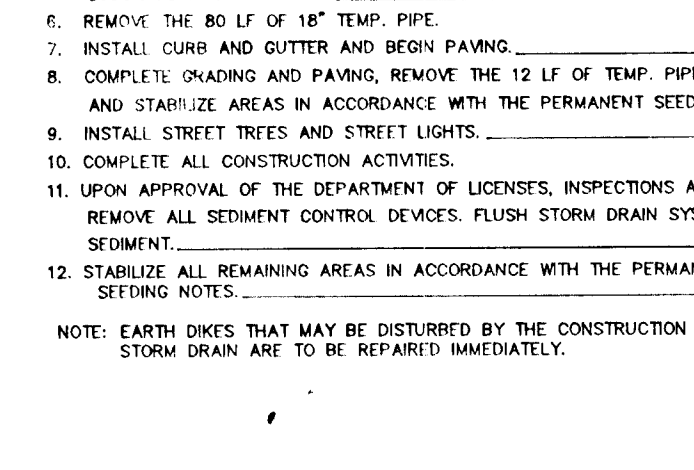 6. REMOVE THE 80 LF OF 18" TEMP. PIPE.
7. INSTALL CURB AND GUTTER AND BEGIN PAVING.
8. COMPLETE GRADING AND PAVING, REMOVE THE 12 LF OF TEMP. PIPE
AND STABILIZE AREAS IN ACCORDANCE WITH THE PERMANENT SEED
9. INSTALL STREET TREES AND STREET LIGHTS.
10. COMPLETE ALL CONSTRUCTION ACTIVITIES.
11. UPON APPROVAL OF THE DEPARTMENT OF LICENSES, INSPECTIONS A
REMOVE ALL SEDIMENT CONTROL DEVICES. FLUSH STORM DRAIN SYS
SEDIMENT.
12. STABILIZE ALL REMAINING AREAS IN ACCORDANCE WITH THE PERMAN
SEEDING NOTES.
NOTE: EARTH DIKES THAT MAY BE DISTURBED BY THE CONSTRUCTION
STORM DRAIN ARE TO BE REPAIRED IMMEDIATELY.